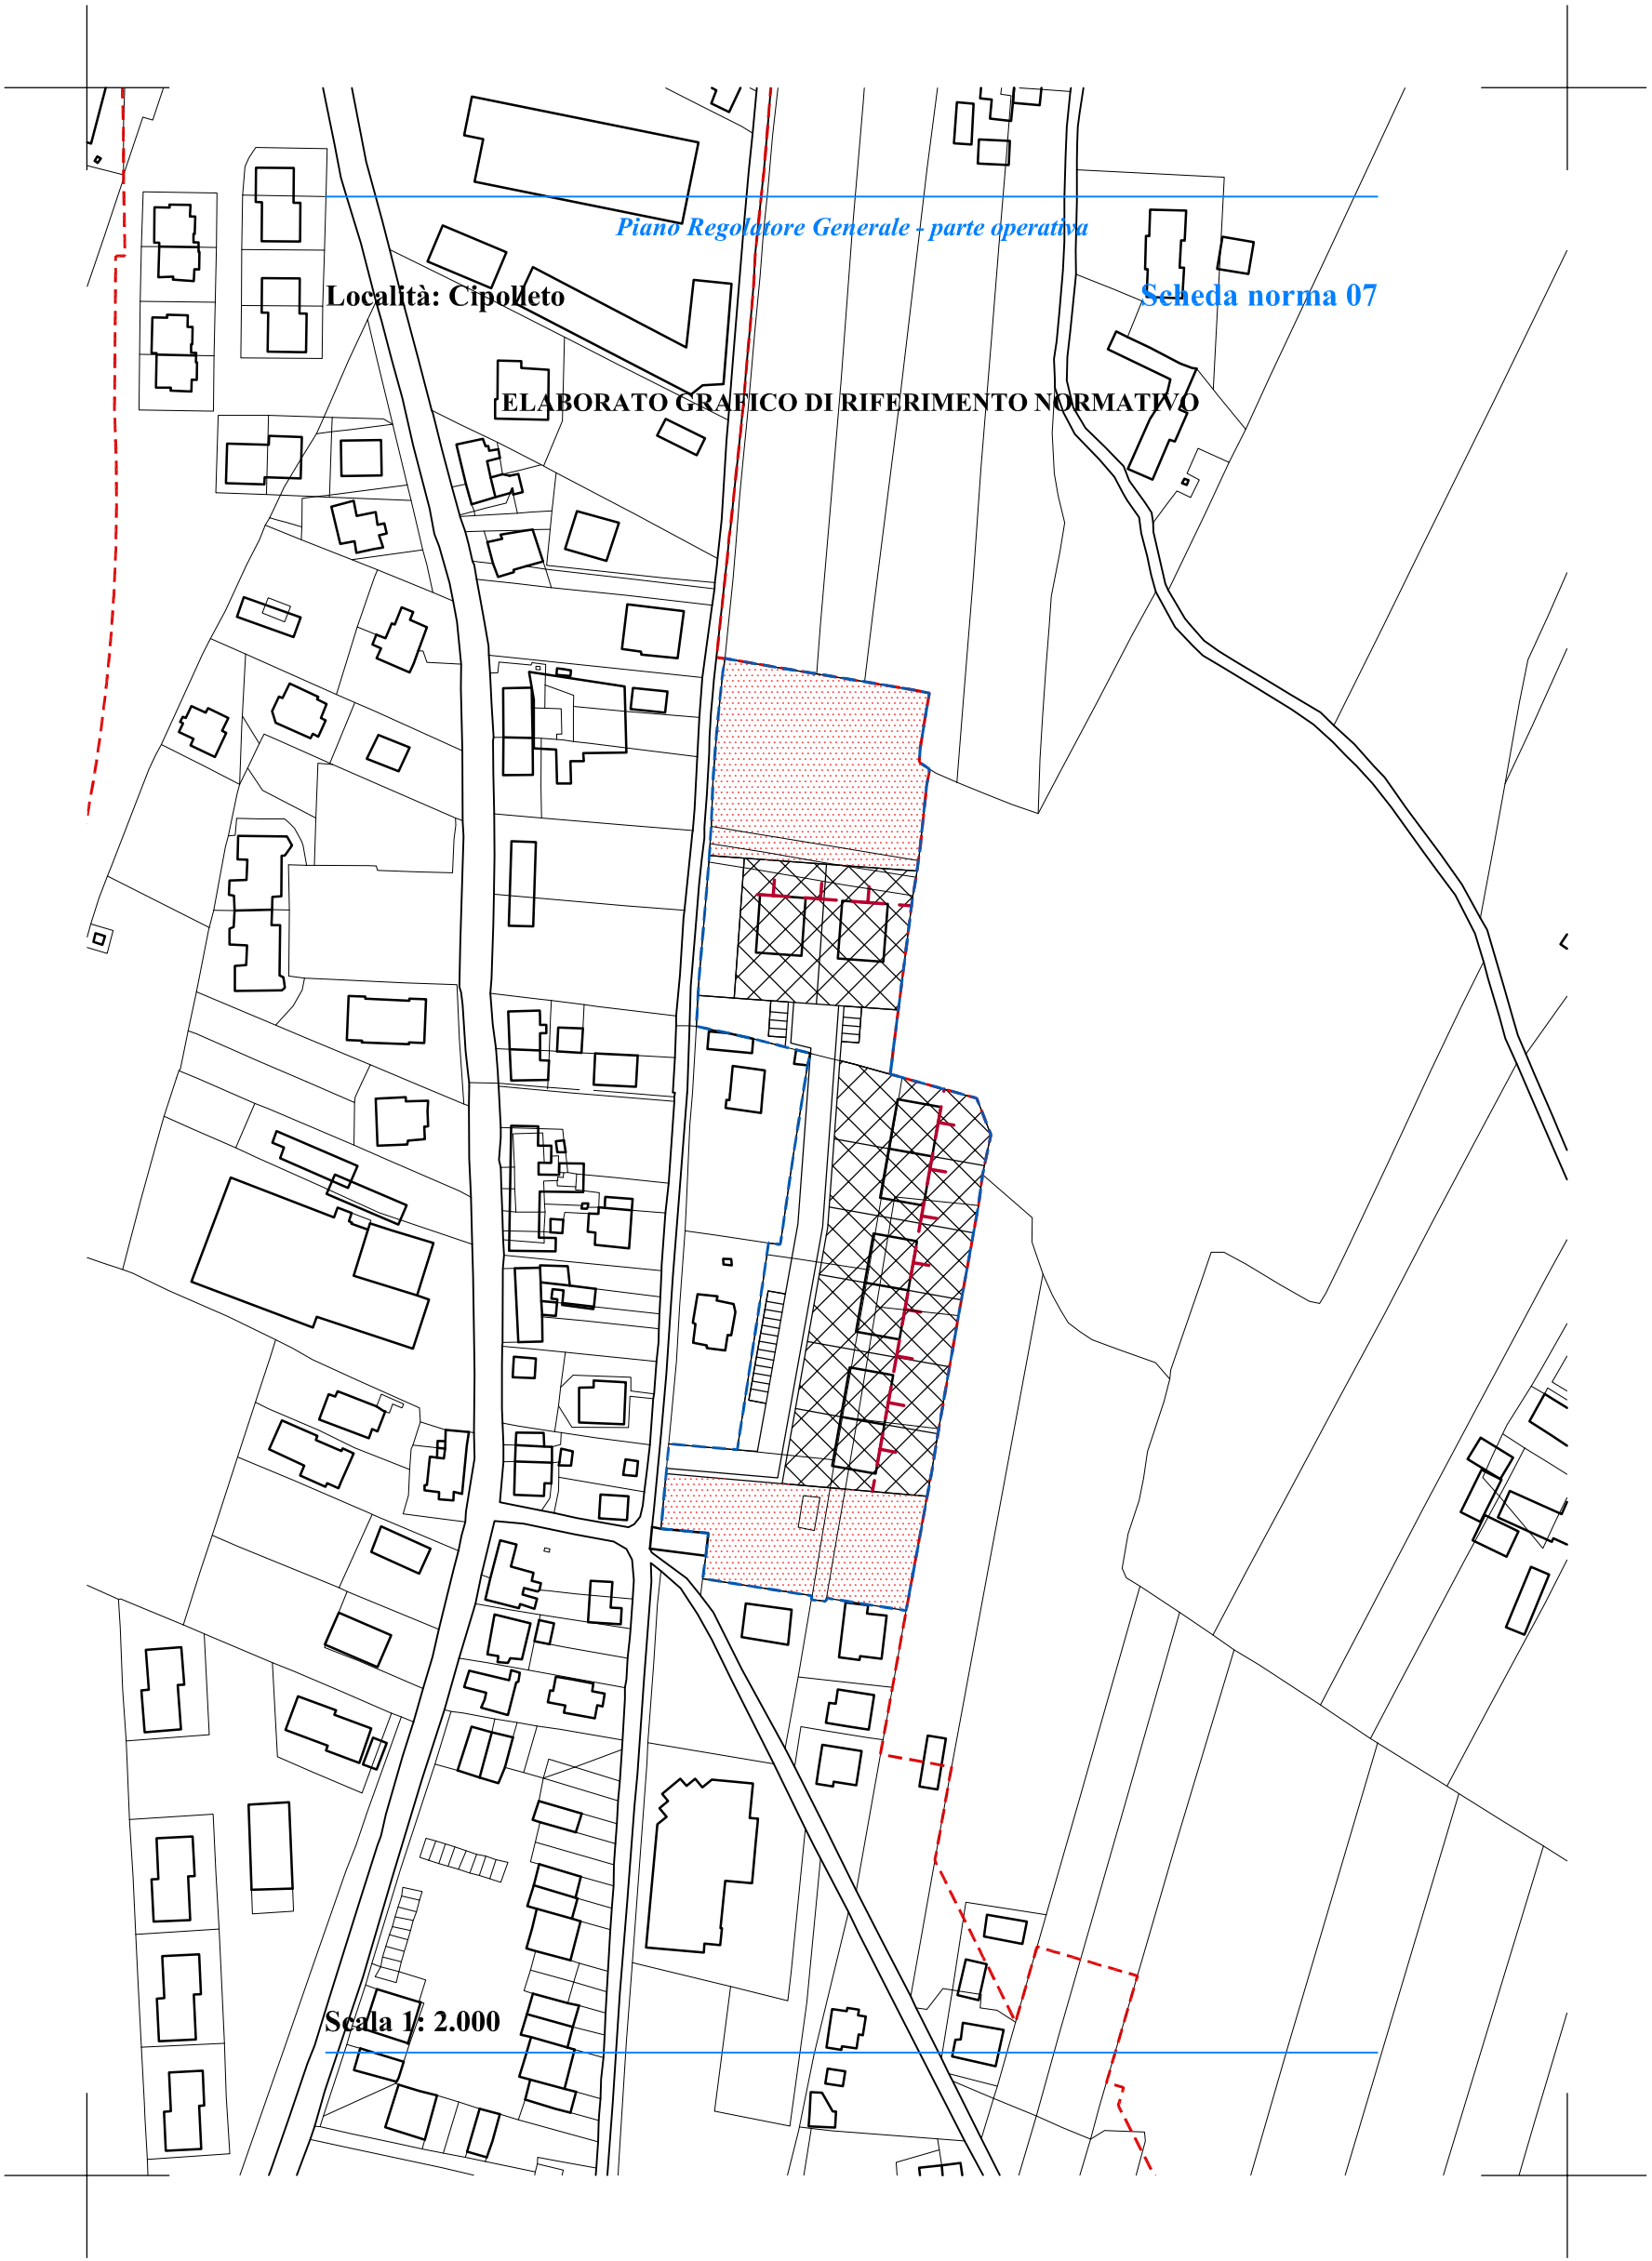 Piano Regolatore Generale - parte operativa
Località: Cipolleto
Scheda norma 07
ELABORATO GRAFICO DI RIFERIMENTO NORMATIVO
Scala 1: 2.000